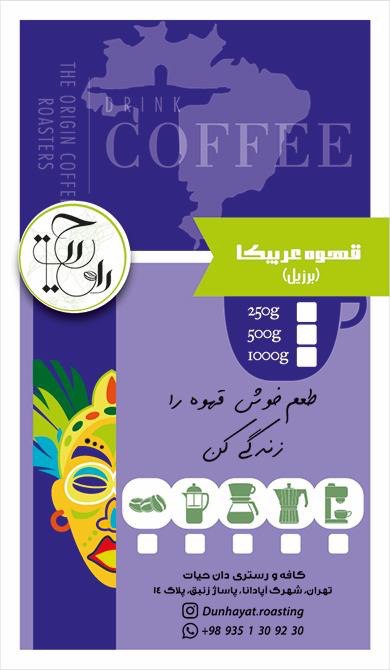 THE ORIGIN COFFEE
ROASTERS
DRINK
COFFEE
قهوه عربیکا
(برزیل)
250g
500g
1000g
طعم خوش قهوه را
زندگی کن
کافه و رستری دان حیات
تهران، شهرک آپادانا، پاساژ زنبق، پلاک ١٤
Dunhayat.roasting
+98 935 1 30 92 30